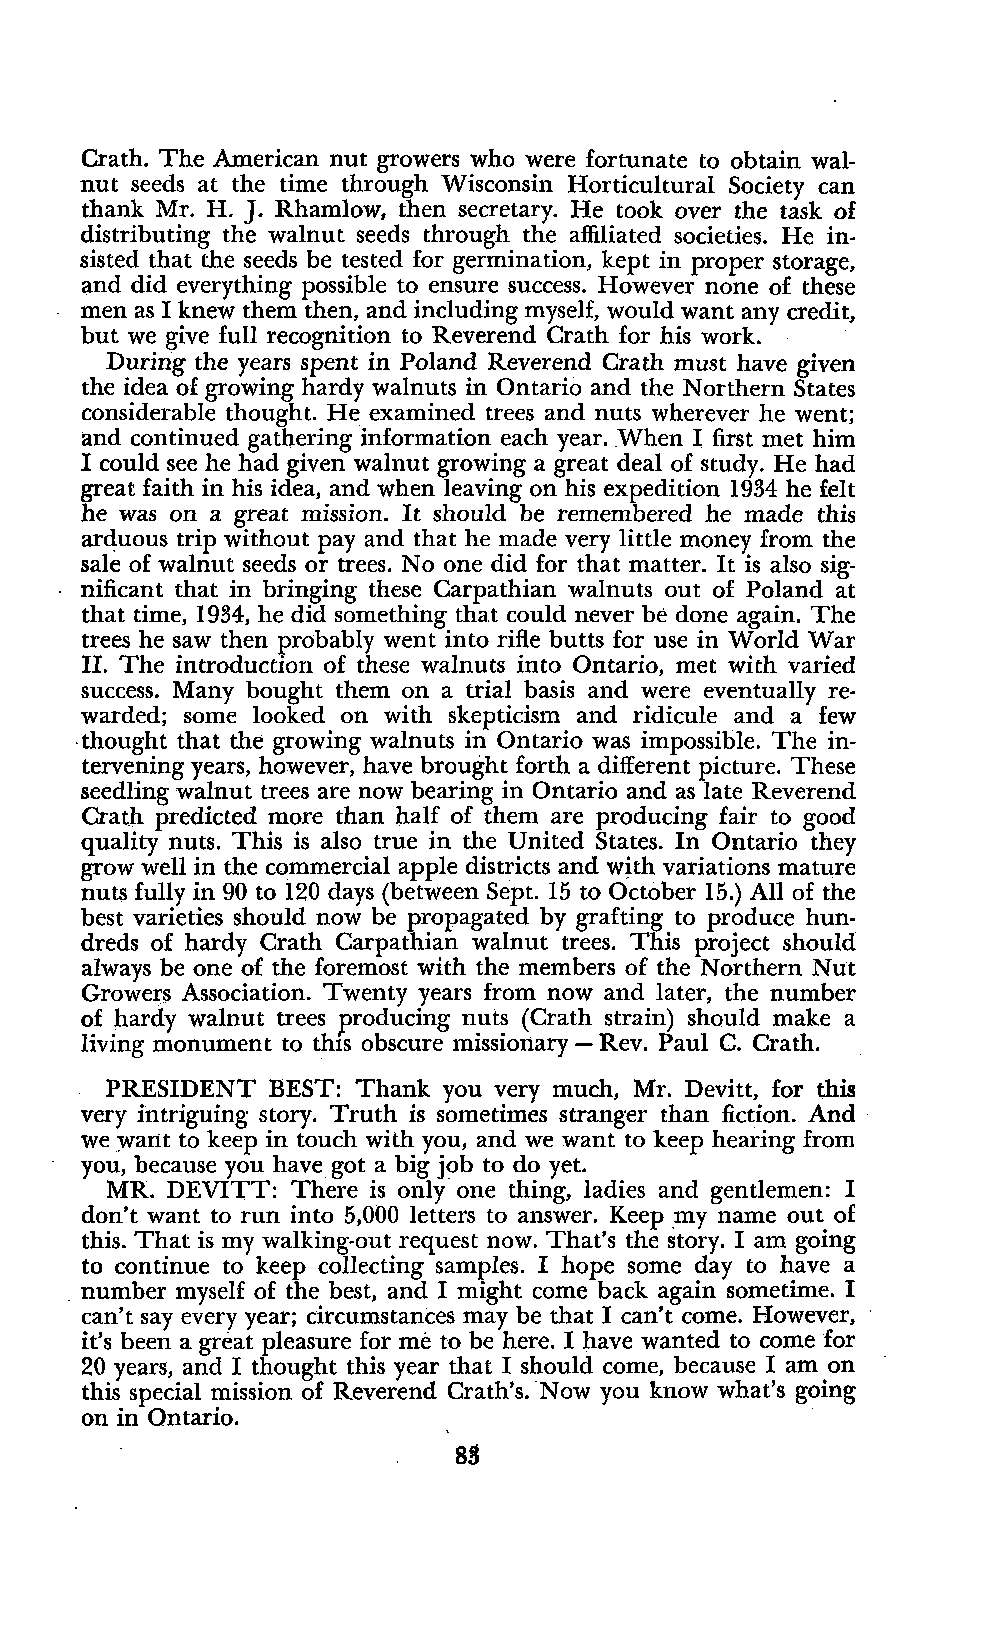 Crath. The American nut growers who were fortunate to obtain wal-
nut seeds at the time through Wisconsin Horticultural Society can
thank Mr. H. J. Rhamlow, then secretary. He took over the task of
distributing the walnut seeds through the affiliated societies. He in-
sisted that the seeds be tested for germination, kept in proper storage,
and did everything possible to ensure success. However none of these
men as I knew them then, and including myself, would want any credit,
but we give full recognition to Reverend Crath for his work.
During the years spent in Poland Reverend Crath must have given
the idea of growing hardy walnuts in Ontario and the Northern States
considerable thought. He examined trees and nuts wherever he went;
and continued gathering information each year. When I first met him
I could see he had given walnut growing a great deal of study. He had
great faith in his idea, and when leaving on his expedition 1934 he felt
he was on a great mission. It should be remembered he made this
arduous trip without pay and that he made very little money from the
sale of walnut seeds or trees. No one did for that matter. It is also sig-
nificant that in bringing these Carpathian walnuts out of Poland at
that time, 1934, he did something that could never be done again. The
trees he saw then probably went into rifle butts for use in World War
II. The introduction of these walnuts into Ontario, met with varied
success. Many bought them on a trial basis and were eventually re-
warded; some looked on with skepticism and ridicule and a few
thought that the growing walnuts in Ontario was impossible. The in-
tervening years, however, have brought forth a different picture. These
seedling walnut trees are now bearing in Ontario and as late Reverend
Crath predicted more than half of them are producing fair to good
quality nuts. This is also true in the United States. In Ontario they
grow well in the commercial apple districts and with variations mature
nuts fully in 90 to 120 days (between Sept. 15 to October 15.) All of the
best varieties should now be propagated by grafting to produce hun-
dreds of hardy Crath Carpathian walnut trees. This project should
always be one of the foremost with the members of the Northern Nut
Growers Association. Twenty years from now and later, the number
of hardy walnut trees producing nuts (Crath strain) should make a
living monument to this obscure missionary — Rev. Paul C. Crath.
PRESIDENT BEST: Thank you very much, Mr. Devitt, for this
very intriguing story. Truth is sometimes stranger than fiction. And
we want to keep in touch with you, and we want to keep hearing from
you, because you have got a big job to do yet.
MR. DEVITT: There is only one thing, ladies and gentlemen: I
don't want to run into 5,000 letters to answer. Keep my name out of
this. That is my walking-out request now. That's the story. I am going
to continue to keep collecting samples. I hope some day to have a
number myself of the best, and I might come back again sometime. I
can't say every year; circumstances may be that I can't come. However,
it's been a great pleasure for me to be here. I have wanted to come for
20 years, and I thought this year that I should come, because I am on
this special mission of Reverend Crath's. Now you know what's going
on in Ontario.
83